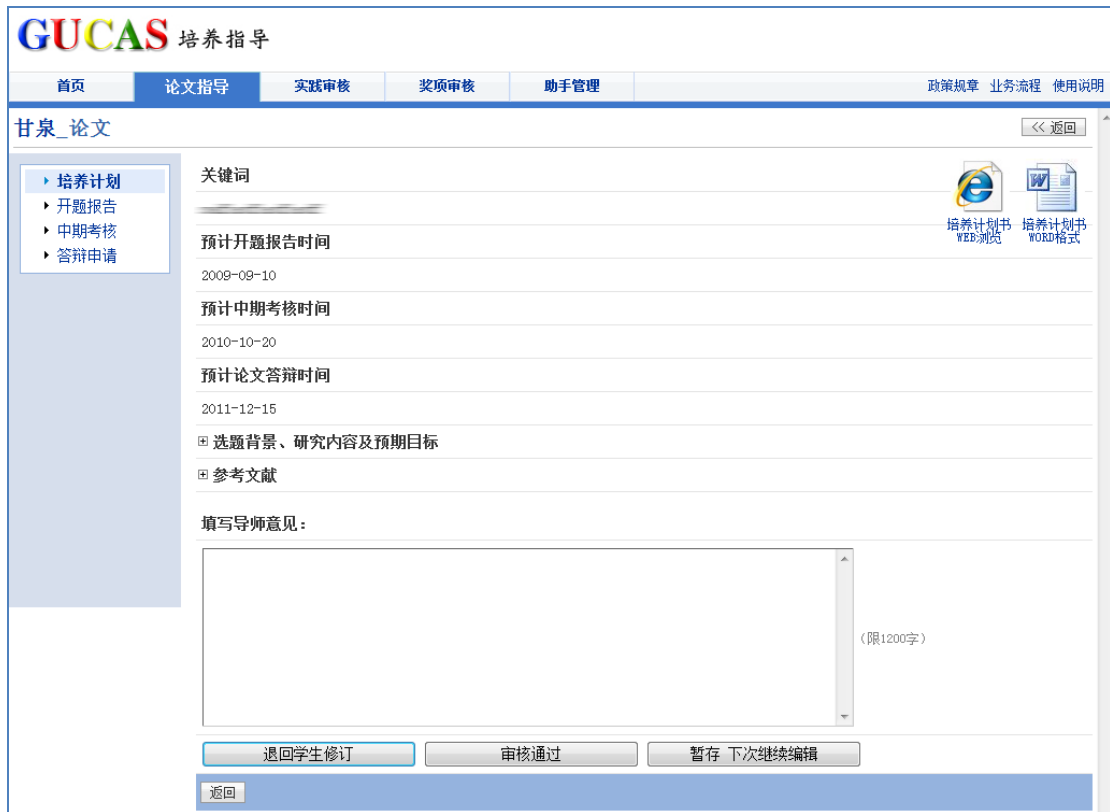 GUCAS 培养指导
首页 论文指导 实践审核 奖项审核 助手管理 政策规章 业务流程 使用说明
甘泉_论文 << 返回
培养计划
开题报告
中期考核
答辩申请
关键词
培养计划书
WEB浏览
培养计划书
WORD格式
预计开题报告时间
2009-09-10
预计中期考核时间
2010-10-20
预计论文答辩时间
2011-12-15
选题背景、研究内容及预期目标
参考文献
填写导师意见：
（限1200字）
退回学生修订 审核通过 暂存 下次继续编辑
返回